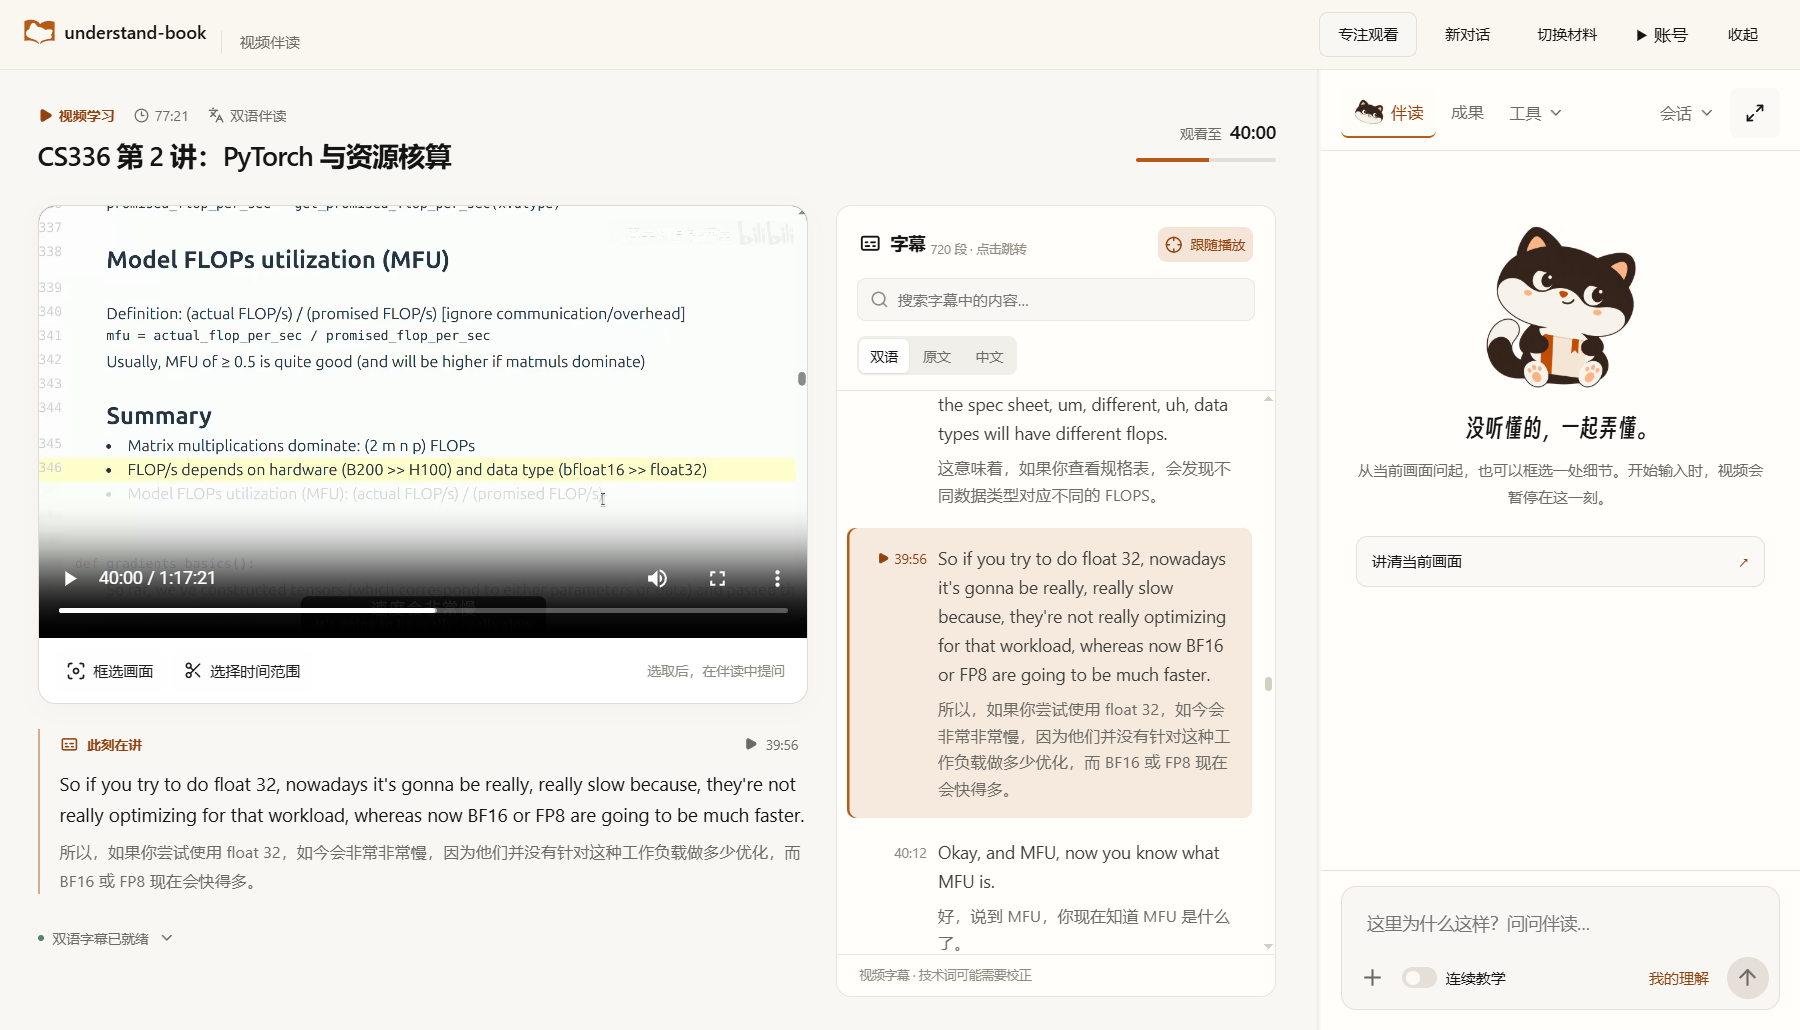 understand-book
视频伴读
专注观看
新对话
切换材料
账号
收起
视频学习
77:21
双语伴读
CS336 第 2 讲：PyTorch 与资源核算
观看至 40:00
337
338
Model FLOPs utilization (MFU)
339
340
Definition: (actual FLOP/s) / (promised FLOP/s) [ignore communication/overhead]
341
mfu = actual_flop_per_sec / promised_flop_per_sec
342
Usually, MFU of ≥ 0.5 is quite good (and will be higher if matmuls dominate)
343
344
Summary
345
• Matrix multiplications dominate: (2 m n p) FLOPs
346
• FLOP/s depends on hardware (B200 >> H100) and data type (bfloat16 >> float32)
• Model FLOPs utilization (MFU): (actual FLOP/s) / (promised FLOP/s)
def gradients_basics():
40:00 / 1:17:21
bilibili
框选画面
选择时间范围
选取后，在伴读中提问
此刻在讲
39:56
So if you try to do float 32, nowadays it's gonna be really, really slow because, they're not
really optimizing for that workload, whereas now BF16 or FP8 are going to be much faster.
所以，如果你尝试使用 float 32，如今会非常非常慢，因为他们并没有针对这种工作负载做多少优化，而
BF16 或 FP8 现在会快得多。
双语字幕已就绪
字幕 720 段 · 点击跳转
跟随播放
搜索字幕中的内容...
双语
原文
中文
the spec sheet, um, different, uh, data
types will have different flops.
这意味着，如果你查看规格表，会发现不
同数据类型对应不同的 FLOPS。
39:56
So if you try to do float 32, nowadays
it's gonna be really, really slow
because, they're not really optimizing
for that workload, whereas now BF16
or FP8 are going to be much faster.
所以，如果你尝试使用 float 32，如今会
非常非常慢，因为他们并没有针对这种工
作负载做多少优化，而 BF16 或 FP8 现在
会快得多。
40:12
Okay, and MFU, now you know what
MFU is.
好，说到 MFU，你现在知道 MFU 是什么
了。
视频字幕 · 技术词可能需要校正
伴读
成果
工具
会话
没听懂的，一起弄懂。
从当前画面问起，也可以框选一处细节。开始输入时，视频会
暂停在这一刻。
讲清当前画面
这里为什么这样？问问伴读...
连续教学
我的理解